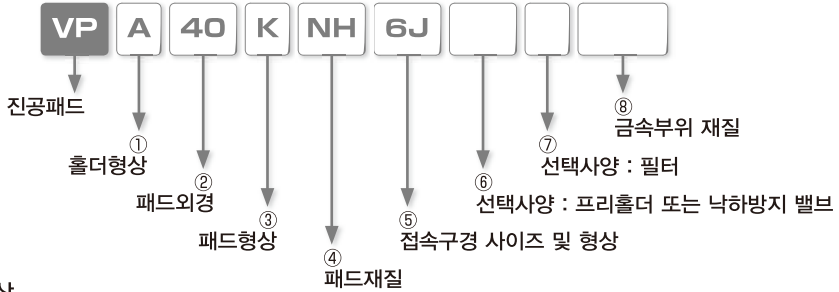 VP A 40 K NH 6J
진공패드
①
홀더형상
②
패드외경
③
패드형상
④
패드재질
⑤
접속구경 사이즈 및 형상
⑥
선택사양 : 프리홀더 또는 낙하방지 밸브
⑦
선택사양 : 필터
⑧
금속부위 재질